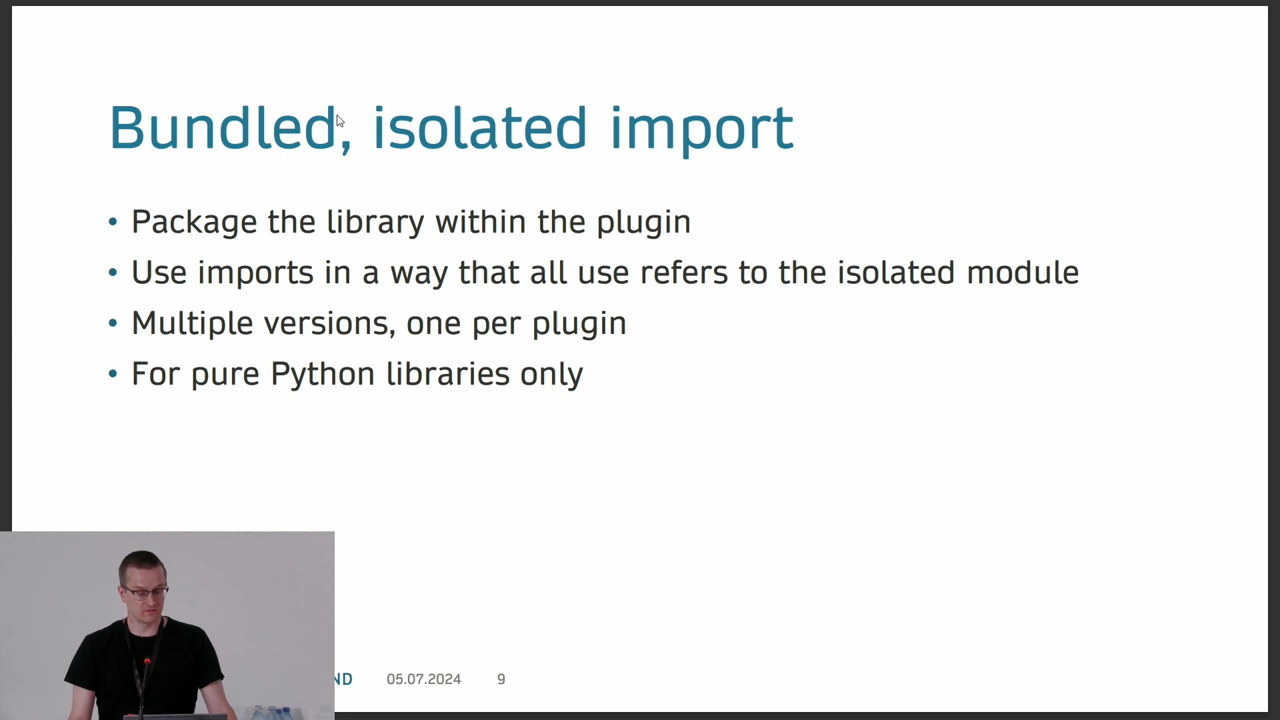 Bundled, isolated import
• Package the library within the plugin
• Use imports in a way that all use refers to the isolated module
• Multiple versions, one per plugin
• For pure Python libraries only
ND 05.07.2024 9